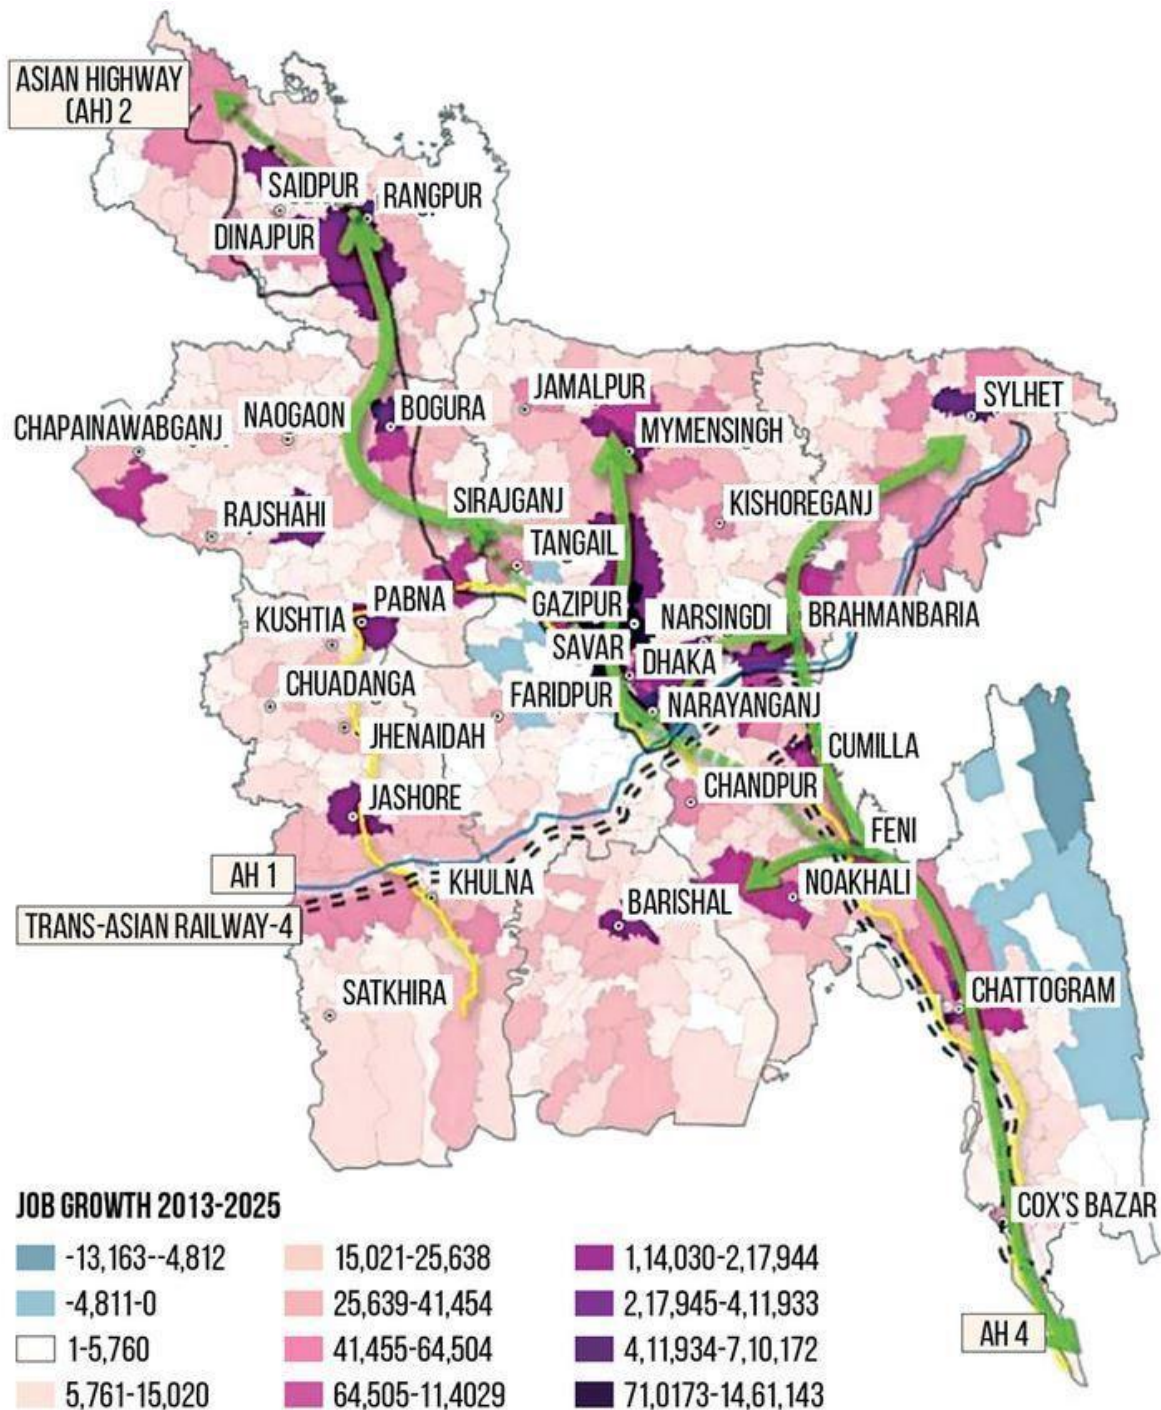 ASIAN HIGHWAY
(AH) 2
SAIDPUR
RANGPUR
DINAJPUR
JAMALPUR
SYLHET
CHAPAINAWABGANJ
NAOGAON
BOGURA
MYMENSINGH
SIRAJGANJ
KISHOREGANJ
RAJSHAHI
TANGAIL
PABNA
GAZIPUR
NARSINGDI
BRAHMANBARIA
KUSHTIA
SAVAR
DHAKA
CHUADANGA
FARIDPUR
NARAYANGANJ
JHENAIDAH
CUMILLA
CHANDPUR
JASHORE
FENI
AH 1
KHULNA
NOAKHALI
BARISHAL
TRANS-ASIAN RAILWAY-4
SATKHIRA
CHATTOGRAM
COX'S BAZAR
AH 4
JOB GROWTH 2013-2025
-13,163--4,812
-4,811-0
1-5,760
5,761-15,020
15,021-25,638
25,639-41,454
41,455-64,504
64,505-11,4029
1,14,030-2,17,944
2,17,945-4,11,933
4,11,934-7,10,172
71,0173-14,61,143